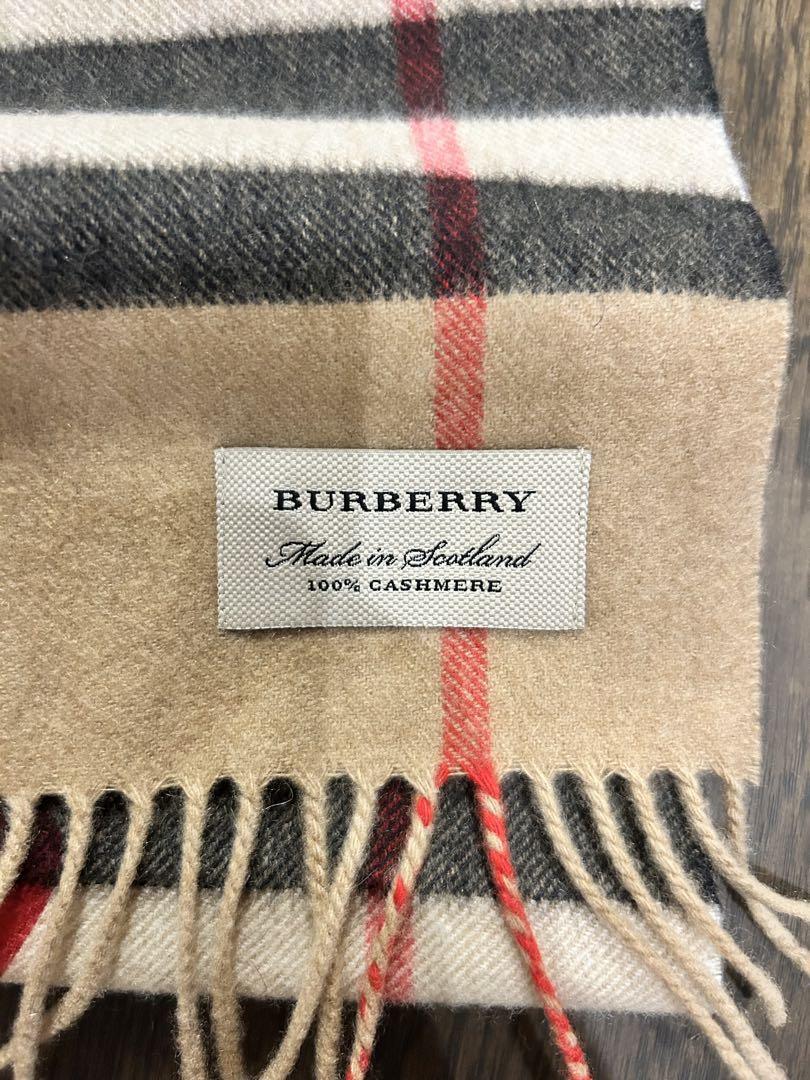 BURBERRY
Made in Scotland
100% CASHMERE